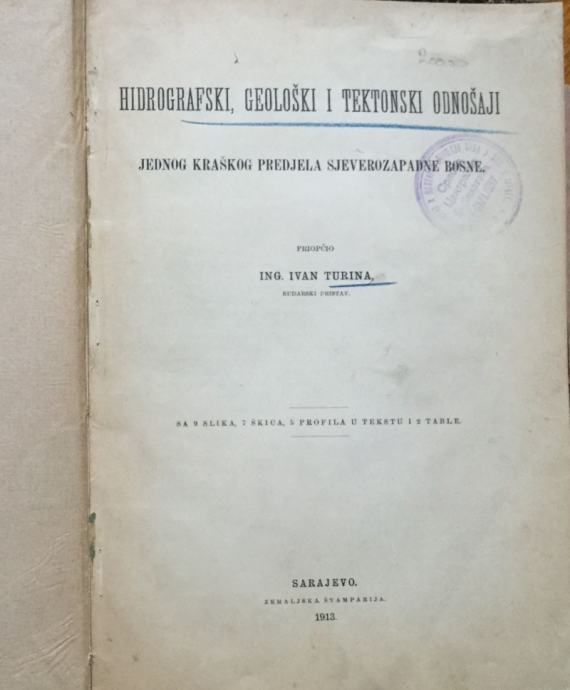 HIDROGRAFSKI, GEOLOŠKI I TEKTONSKI ODNOŠAJI
JEDNOG KRAŠKOG PREDJELA SJEVEROZAPADNE BOSNE.
PRIOPĆIO
ING. IVAN TURINA,
RUDARSKI PRISTAV.
SA 9 SLIKA, 7 SKICA, 5 PROFILA U TEKSTU I 2 TABLE.
SARAJEVO.
ZEMALJSKA ŠTAMPARIJA.
1913.